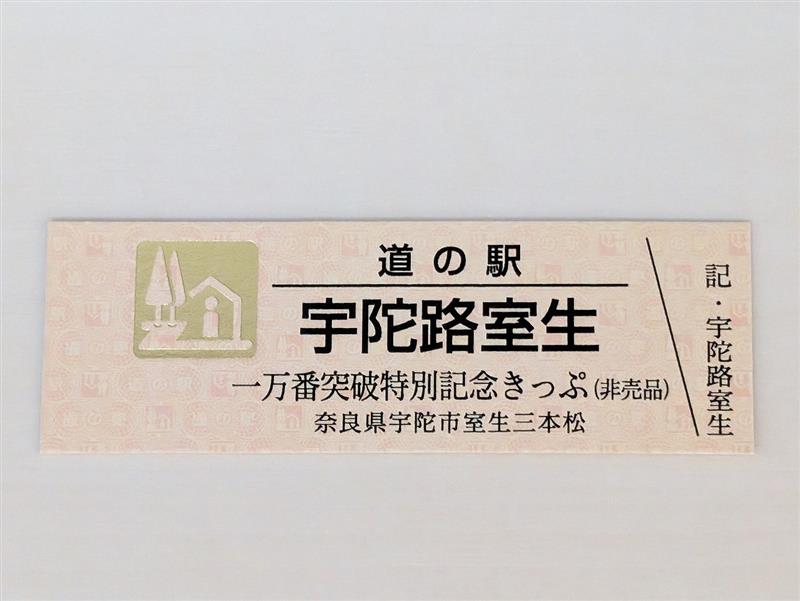 道の駅
宇陀路室生
一万番突破特別記念きっぷ(非売品)
奈良県宇陀市室生三本松
記・宇陀路室生